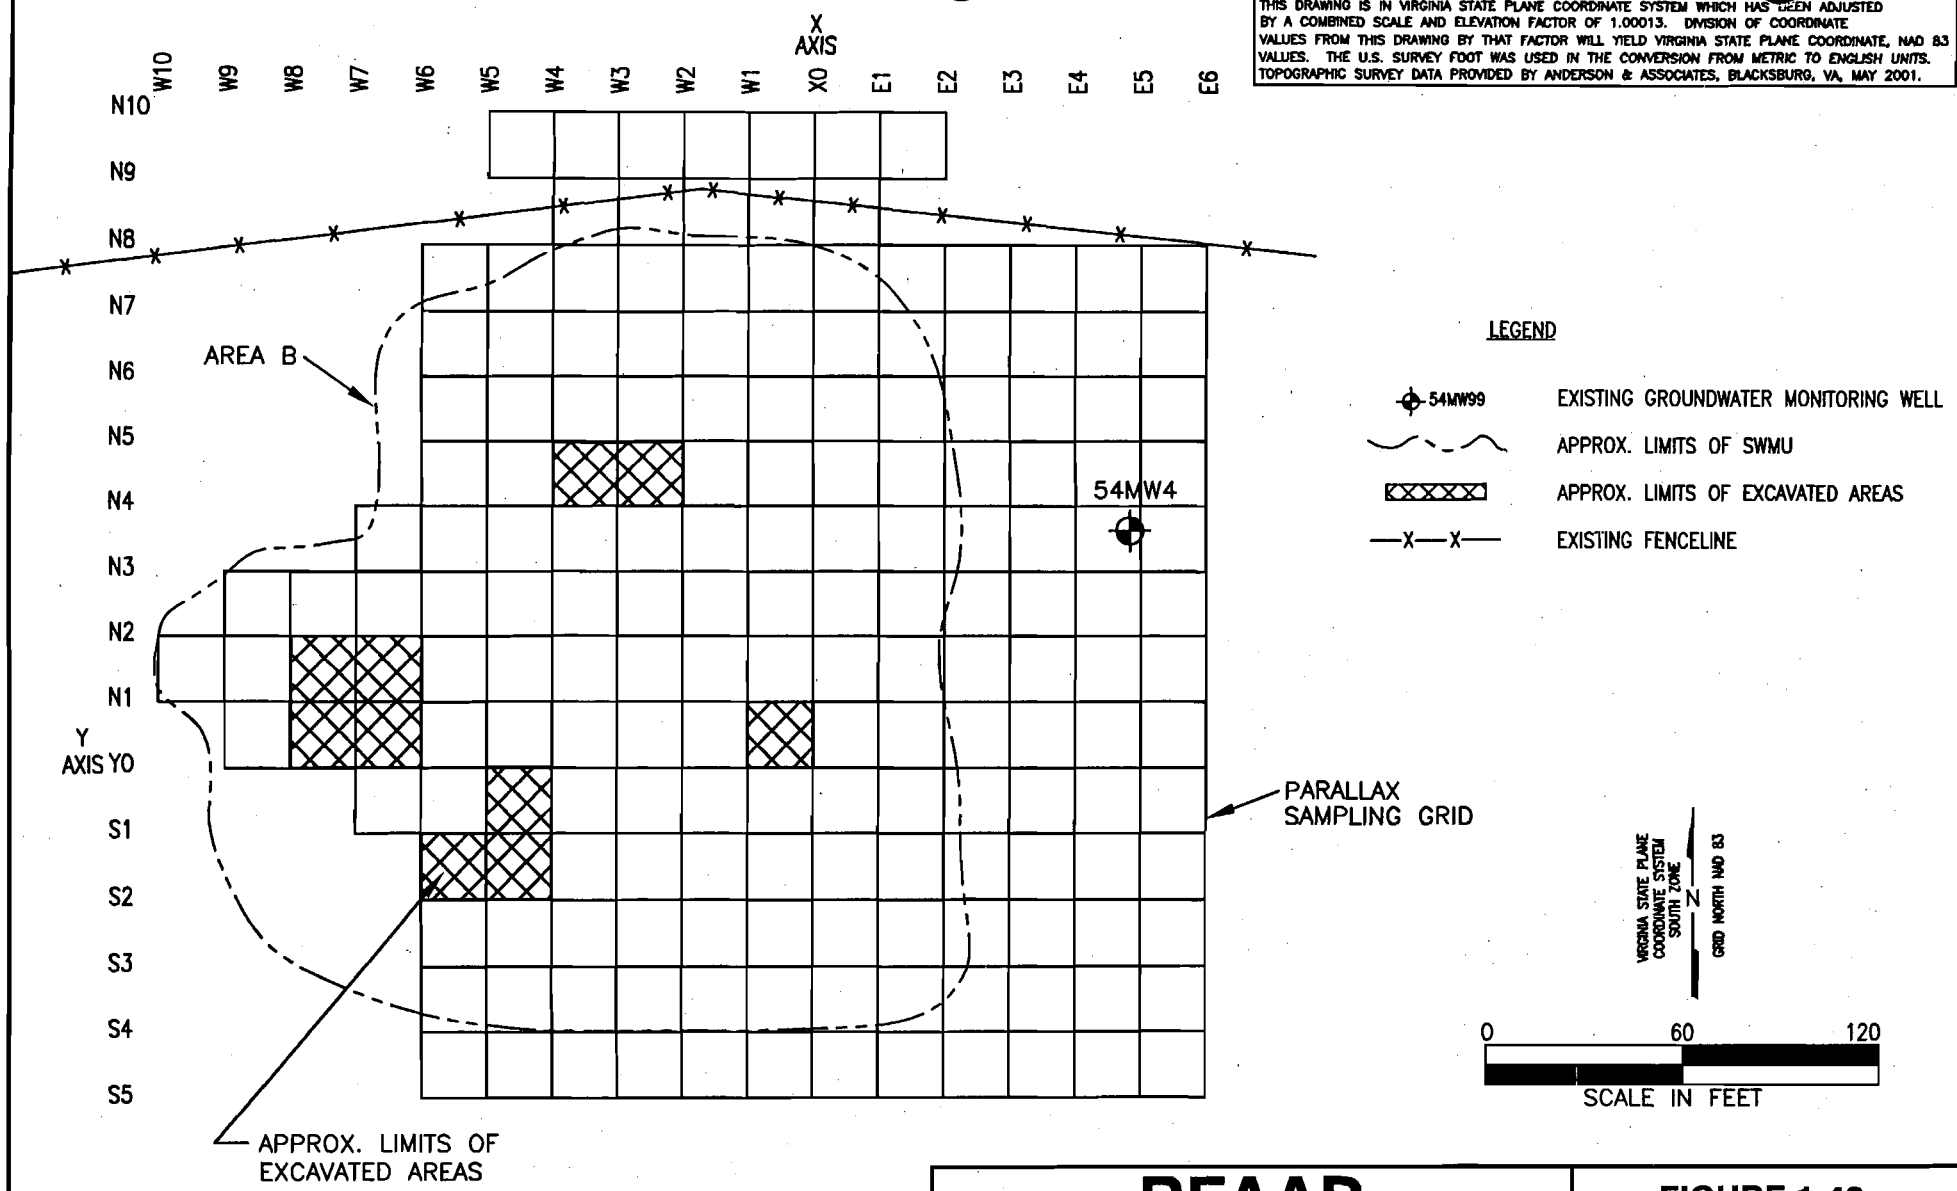 THIS DRAWING IS IN VIRGINIA STATE PLANE COORDINATE SYSTEM WHICH HAS BEEN ADJUSTED
BY A COMBINED SCALE AND ELEVATION FACTOR OF 1.00013. DIVISION OF COORDINATE
VALUES FROM THIS DRAWING BY THAT FACTOR WILL YIELD VIRGINIA STATE PLANE COORDINATE, NAD 83
VALUES. THE U.S. SURVEY FOOT WAS USED IN THE CONVERSION FROM METRIC TO ENGLISH UNITS.
TOPOGRAPHIC SURVEY DATA PROVIDED BY ANDERSON & ASSOCIATES, BLACKSBURG, VA, MAY 2001.
X
AXIS
W10 W9 W8 W7 W6 W5 W4 W3 W2 W1 X0 E1 E2 E3 E4 E5 E6
N10
N9
N8
N7
N6
AREA B
N5
N4
54MW4
N3
N2
N1
Y
AXIS Y0
S1
S2
S3
S4
S5
PARALLAX
SAMPLING GRID
APPROX. LIMITS OF
EXCAVATED AREAS
LEGEND
54MW99 EXISTING GROUNDWATER MONITORING WELL
APPROX. LIMITS OF SWMU
APPROX. LIMITS OF EXCAVATED AREAS
X X EXISTING FENCELINE
VIRGINIA STATE PLANE
COORDINATE SYSTEM
SOUTH ZONE
N
GRID NORTH NAD 83
0 60 120
SCALE IN FEET
RFAAP